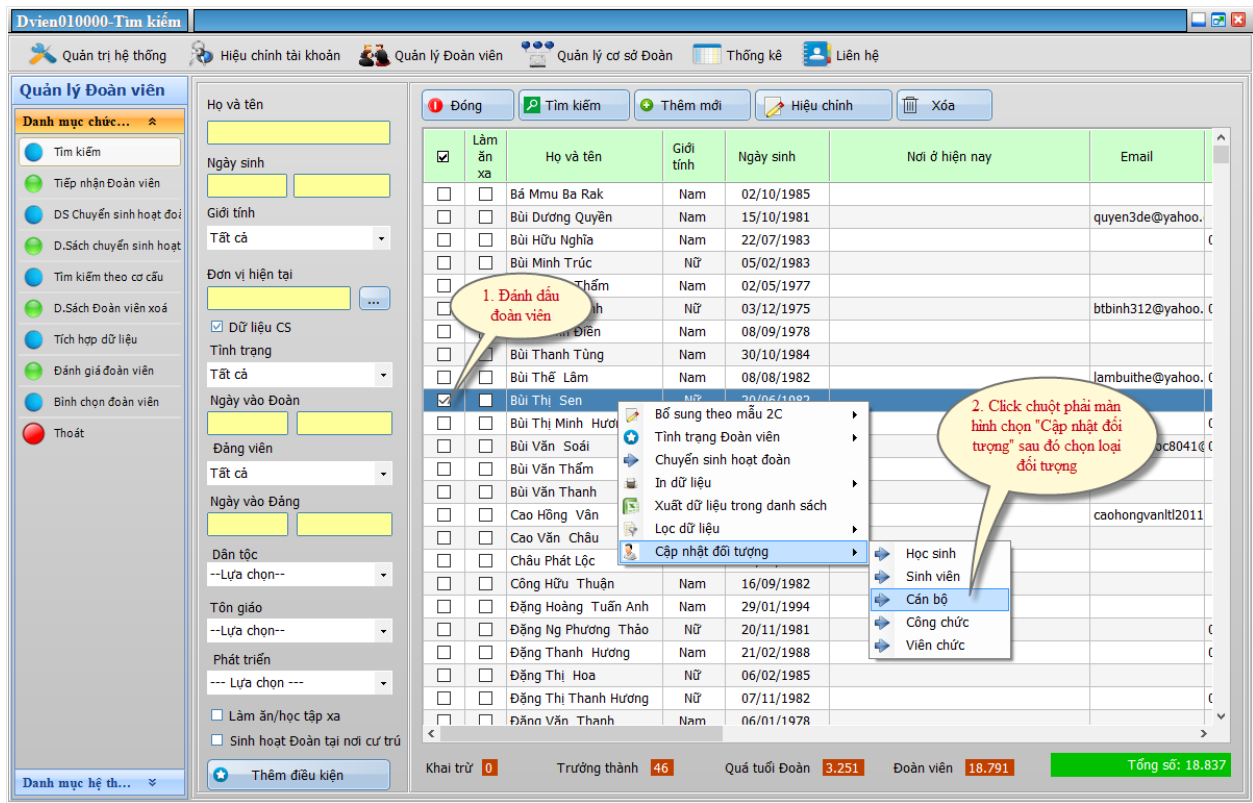 Dvien010000-Tìm kiếm
Quản trị hệ thống
Hiệu chỉnh tài khoản
Quản lý Đoàn viên
Quản lý cơ sở Đoàn
Thống kê
Liên hệ
Quản lý Đoàn viên
Danh mục chức...
Tìm kiếm
Tiếp nhận Đoàn viên
DS Chuyển sinh hoạt đoà
D.Sách chuyển sinh hoạt
Tìm kiếm theo cơ cấu
D.Sách Đoàn viên xoá
Tích hợp dữ liệu
Đánh giá đoàn viên
Bình chọn đoàn viên
Thoát
Danh mục hệ th...
Họ và tên
Ngày sinh
Giới tính
Tất cả
Đơn vị hiện tại
...
Dữ liệu CS
Tình trạng
Tất cả
Ngày vào Đoàn
Đảng viên
Tất cả
Ngày vào Đảng
Dân tộc
--Lựa chọn--
Tôn giáo
--Lựa chọn--
Phát triển
--- Lựa chọn ---
Làm ăn/học tập xa
Sinh hoạt Đoàn tại nơi cư trú
Thêm điều kiện
Đóng
Tìm kiếm
Thêm mới
Hiệu chỉnh
Xóa
Làm ăn xa Họ và tên Giới tính Ngày sinh Nơi ở hiện nay Email
Bá Mmu Ba Rak Nam 02/10/1985
Bùi Dương Quyền Nam 15/10/1981 quyen3de@yahoo.
Bùi Hữu Nghĩa Nam 22/07/1983
Bùi Minh Trúc Nữ 05/02/1983
Thẩm Nam 02/05/1977
Nữ 03/12/1975 btbinh312@yahoo.
Điền Nam 08/09/1978
Bùi Thanh Tùng Nam 30/10/1984
Bùi Thế Lâm Nam 08/08/1982 lambuithe@yahoo.
Bùi Thị Sen Nữ 20/06/1982
Bùi Thị Minh Hươ
Bùi Văn Soái oc8041@
Bùi Văn Thẩm
Bùi Văn Thanh
Cao Hồng Vân caohongvanltl2011
Cao Văn Châu
Châu Phát Lộc
Công Hữu Thuận Nam 16/09/1982
Đặng Hoàng Tuấn Anh Nam 29/01/1994
Đặng Ng Phương Thảo Nữ 20/11/1981
Đặng Thanh Hương Nam 21/02/1988
Đặng Thị Hoa Nữ 06/02/1985
Đặng Thị Thanh Hương Nữ 07/11/1982
Đặng Văn Thanh Nam 06/01/1978
1. Đánh dấu
đoàn viên
Bổ sung theo mẫu 2C
Tình trạng Đoàn viên
Chuyển sinh hoạt đoàn
In dữ liệu
Xuất dữ liệu trong danh sách
Lọc dữ liệu
Cập nhật đối tượng
Học sinh
Sinh viên
Cán bộ
Công chức
Viên chức
2. Click chuột phải màn
hình chọn "Cập nhật đối
tượng" sau đó chọn loại
đối tượng
Khai trừ 0
Trưởng thành 46
Quá tuổi Đoàn 3.251
Đoàn viên 18.791
Tổng số: 18.837